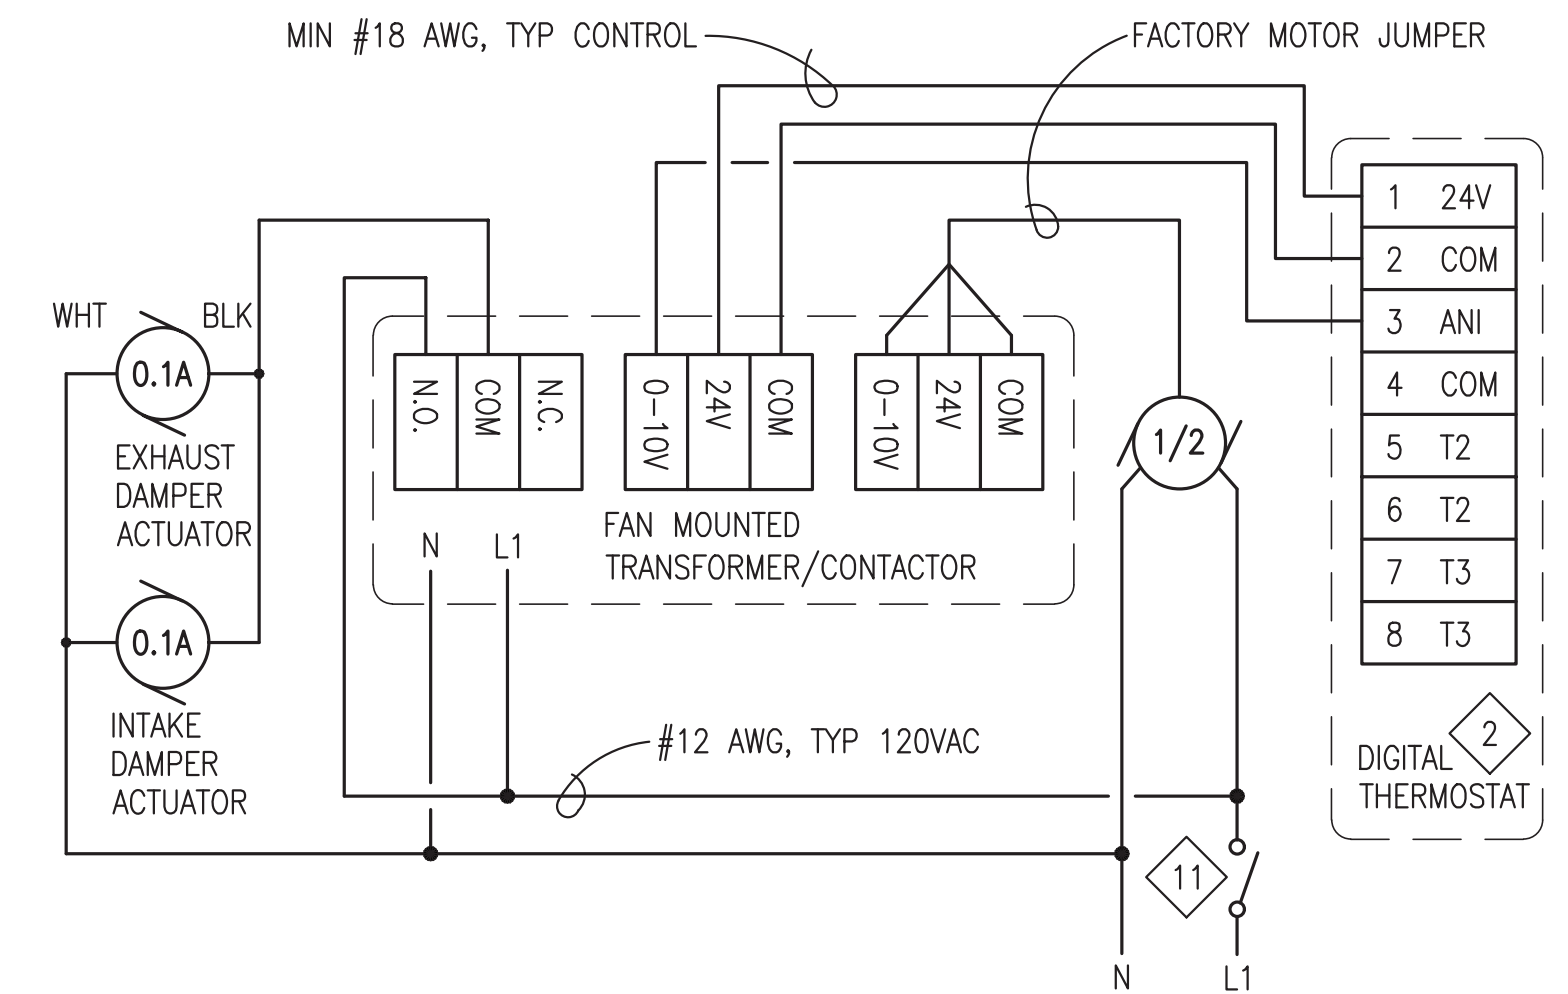 MIN #18 AWG, TYP CONTROL
FACTORY MOTOR JUMPER
1 24V
2 COM
3 ANI
4 COM
5 T2
6 T2
7 T3
8 T3
2
DIGITAL
THERMOSTAT
WHT
BLK
0.1A
EXHAUST
DAMPER
ACTUATOR
0.1A
INTAKE
DAMPER
ACTUATOR
N.O.
COM
N.C.
0-10V
24V
COM
0-10V
24V
COM
1/2
N
L1
FAN MOUNTED
TRANSFORMER/CONTACTOR
#12 AWG, TYP 120VAC
11
N
L1